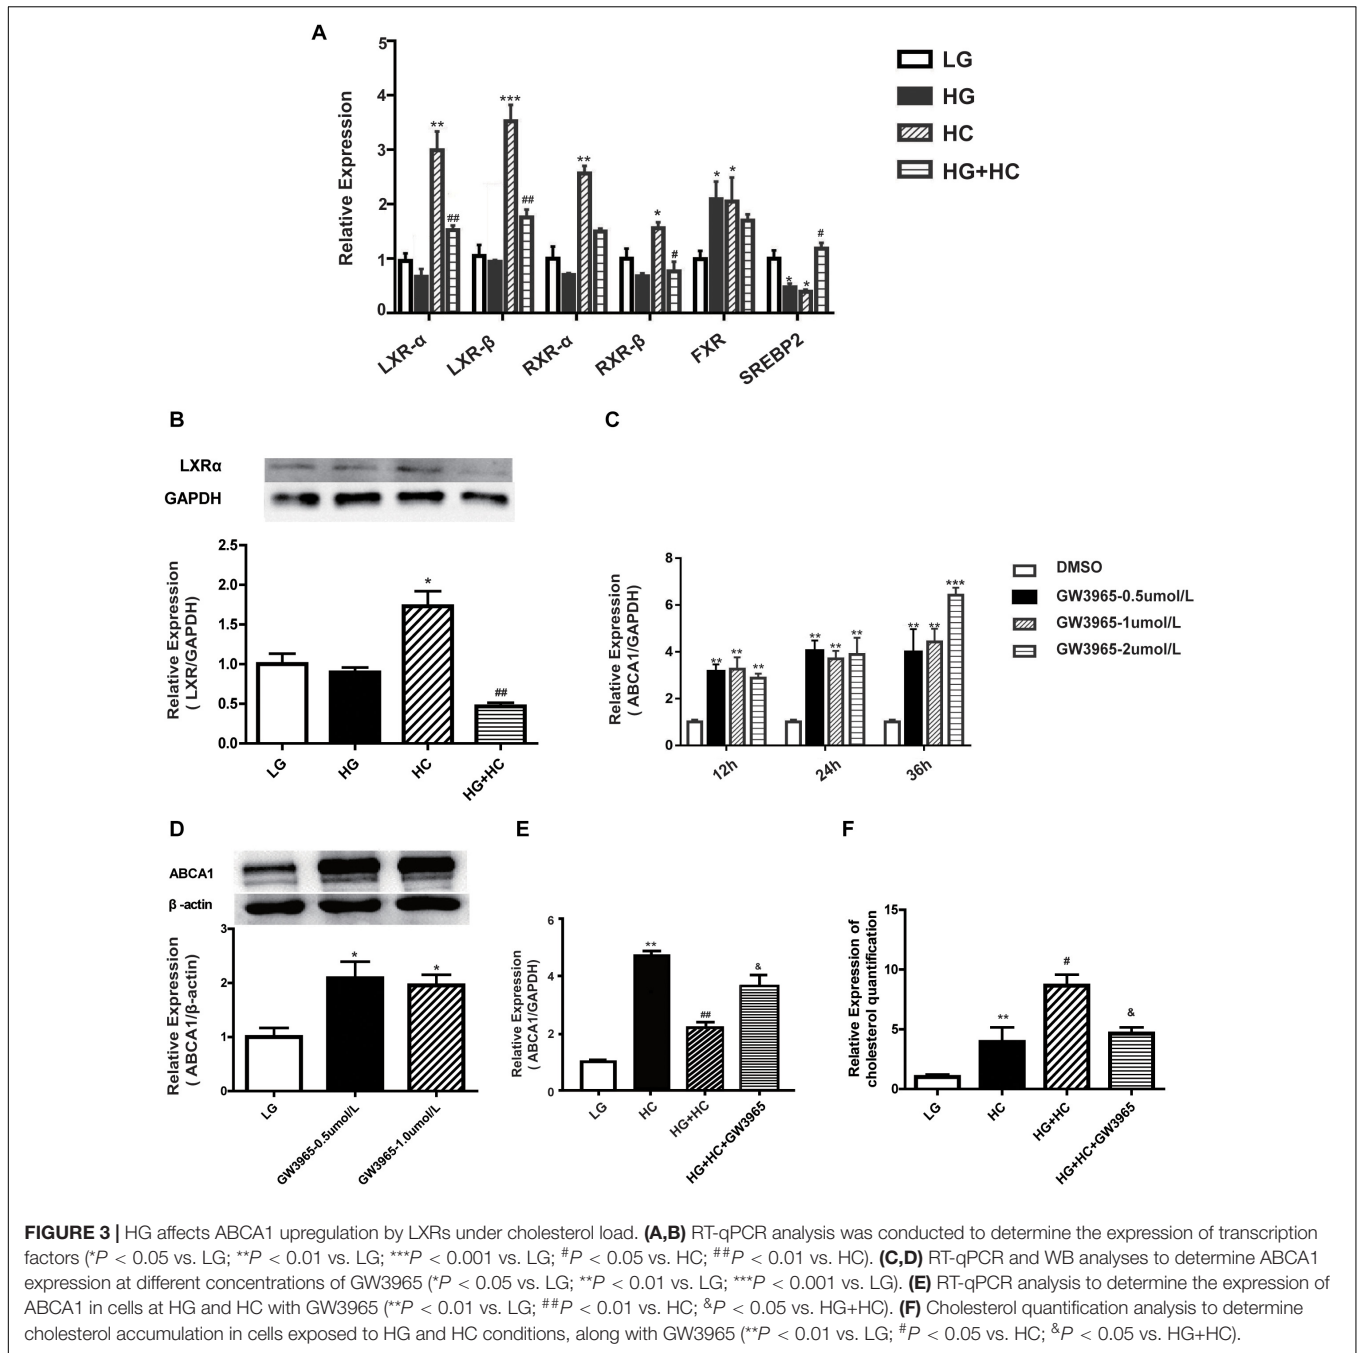 A
5
4
3
2
1
0
Relative Expression
** ## *** ## ** * # * * * * #
LXR-α LXR-β RXR-α RXR-β FXR SREBP2
LG
HG
HC
HG+HC
B
LXRα
GAPDH
2.5
2.0
1.5
1.0
0.5
0.0
Relative Expression
( LXR/GAPDH)
* ##
LG HG HC HG+HC
C
8
6
4
2
0
Relative Expression
( ABCA1/GAPDH)
** ** ** ** ** ** ** ** ***
12h 24h 36h
DMSO
GW3965-0.5umol/L
GW3965-1umol/L
GW3965-2umol/L
D
ABCA1
β -actin
3
2
1
0
Relative Expression
( ABCA1/β-actin)
* *
LG GW3965-0.5umol/L GW3965-1.0umol/L
E
6
4
2
0
Relative Expression
( ABCA1/GAPDH)
** ## &
LG HC HG+HC HG+HC+GW3965
F
15
10
5
0
Relative Expression of
cholesterol quantification
** # &
LG HC HG+HC HG+HC+GW3965
FIGURE 3 | HG affects ABCA1 upregulation by LXRs under cholesterol load. (A,B) RT-qPCR analysis was conducted to determine the expression of transcription
factors (*P < 0.05 vs. LG; **P < 0.01 vs. LG; ***P < 0.001 vs. LG; #P < 0.05 vs. HC; ##P < 0.01 vs. HC). (C,D) RT-qPCR and WB analyses to determine ABCA1
expression at different concentrations of GW3965 (*P < 0.05 vs. LG; **P < 0.01 vs. LG; ***P < 0.001 vs. LG). (E) RT-qPCR analysis to determine the expression of
ABCA1 in cells at HG and HC with GW3965 (**P < 0.01 vs. LG; ##P < 0.01 vs. HC; &P < 0.05 vs. HG+HC). (F) Cholesterol quantification analysis to determine
cholesterol accumulation in cells exposed to HG and HC conditions, along with GW3965 (**P < 0.01 vs. LG; #P < 0.05 vs. HC; &P < 0.05 vs. HG+HC).